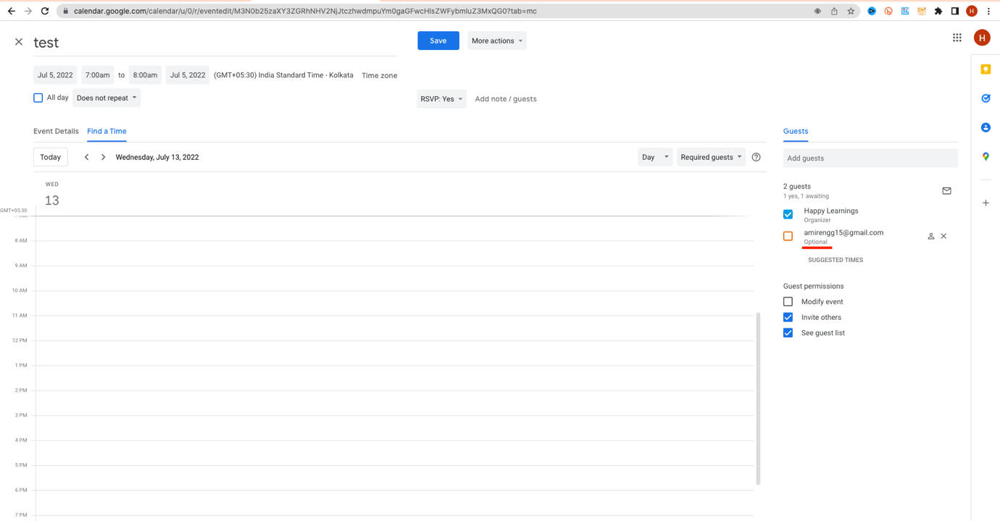 calendar.google.com/calendar/u/0/r/eventedit/M3N0b25zaXY3ZGRhNHV2NjJtczhwdmpuYm0gaGFwcHlsZWFybmluZ3MxQG0?tab=mc
H
test
Save
More actions
H
Jul 5, 2022
7:00am
to
8:00am
Jul 5, 2022
(GMT+05:30) India Standard Time - Kolkata
Time zone
All day
Does not repeat
RSVP: Yes
Add note / guests
Event Details
Find a Time
Guests
Today
Wednesday, July 13, 2022
Day
Required guests
Add guests
WED
13
GMT+05:30
8 AM
9 AM
10 AM
11 AM
12 PM
1 PM
2 PM
3 PM
4 PM
5 PM
6 PM
7 PM
2 guests
1 yes, 1 awaiting
Happy Learnings
Organizer
amirengg15@gmail.com
Optional
SUGGESTED TIMES
Guest permissions
Modify event
Invite others
See guest list